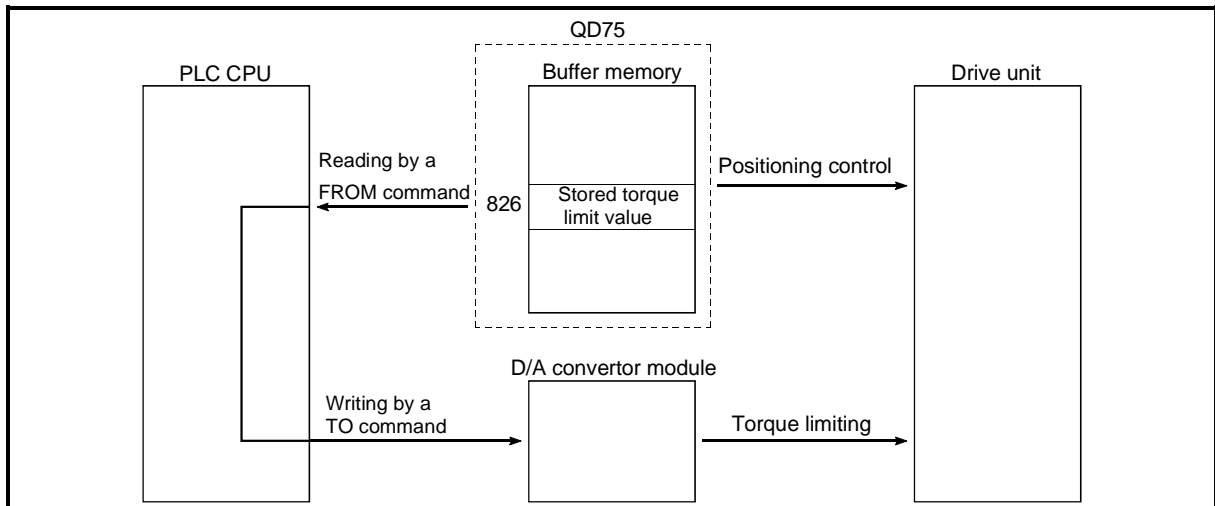 QD75
PLC CPU
Buffer memory
Drive unit
Reading by a
FROM command
826
Stored torque
limit value
Positioning control
D/A convertor module
Writing by a
TO command
Torque limiting